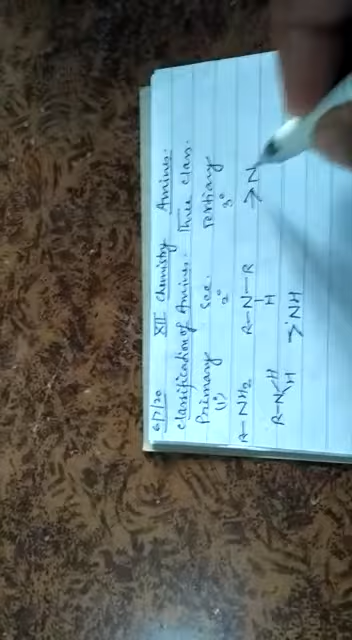 6/7/20 XII Chemistry Amines.
Classification of Amines. Three class.
Primary Sec. Tertiary
(1°) 2° 3°
R-NH2 R-N-R >N
H
R-N<H
H
>NH